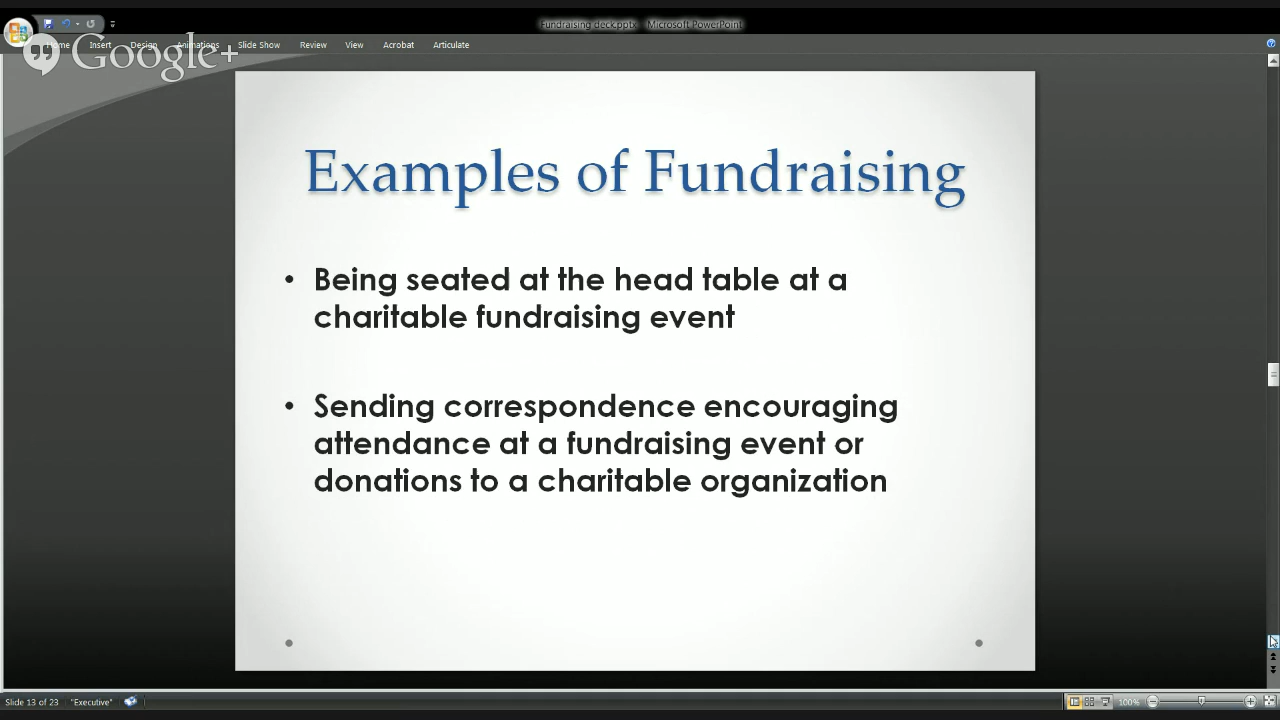 Fundraising deck.pptx - Microsoft PowerPoint
Home Insert Design Animations Slide Show Review View Acrobat Articulate
Google+
Examples of Fundraising
• Being seated at the head table at a
charitable fundraising event
• Sending correspondence encouraging
attendance at a fundraising event or
donations to a charitable organization
Slide 13 of 23 "Executive" 100%